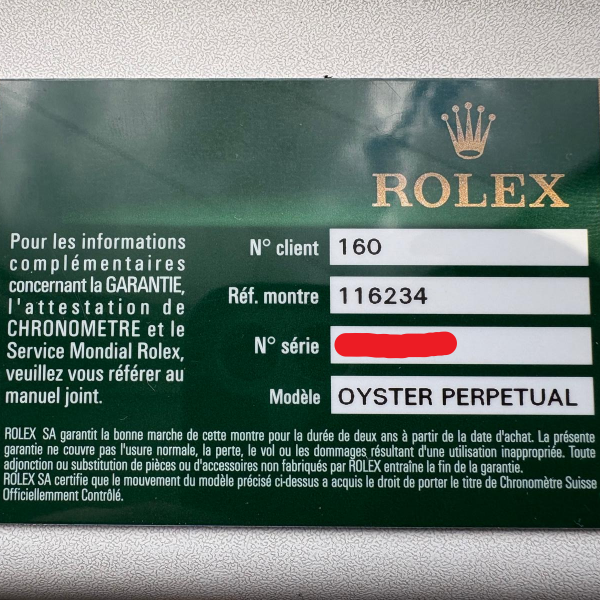 ROLEX
Pour les informations
complémentaires
concernant la GARANTIE,
l'attestation de
CHRONOMETRE et le
Service Mondial Rolex,
veuillez vous référer au
manuel joint.
N° client 160
Réf. montre 116234
N° série
Modèle OYSTER PERPETUAL
ROLEX SA garantit la bonne marche de cette montre pour la durée de deux ans à partir de la date d'achat. La présente
garantie ne couvre pas l'usure normale, la perte, le vol ou les dommages résultant d'une utilisation inappropriée. Toute
adjonction ou substitution de pièces ou d'accessoires non fabriqués par ROLEX entraîne la fin de la garantie.
ROLEX SA certifie que le mouvement du modèle précisé ci-dessus a acquis le droit de porter le titre de Chronomètre Suisse
Officiellement Contrôlé.